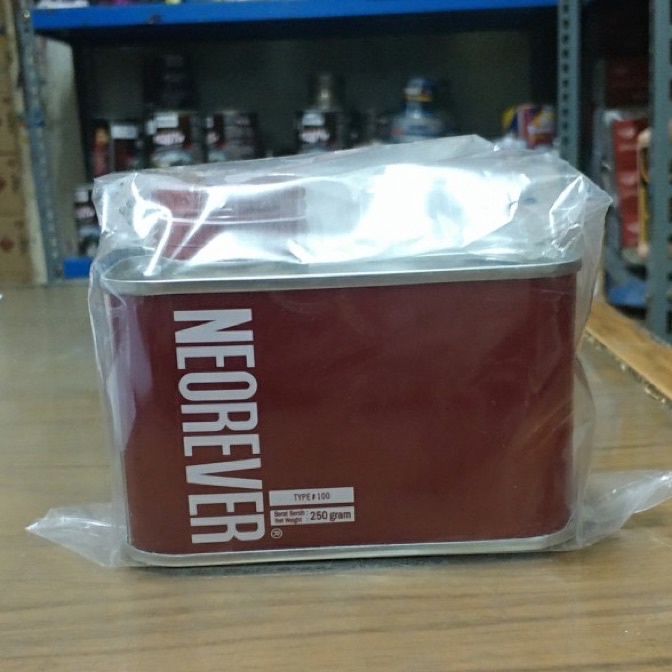 NEOREVER
TYPE # 100
Berat Bersih
Net Weight : 250 gram